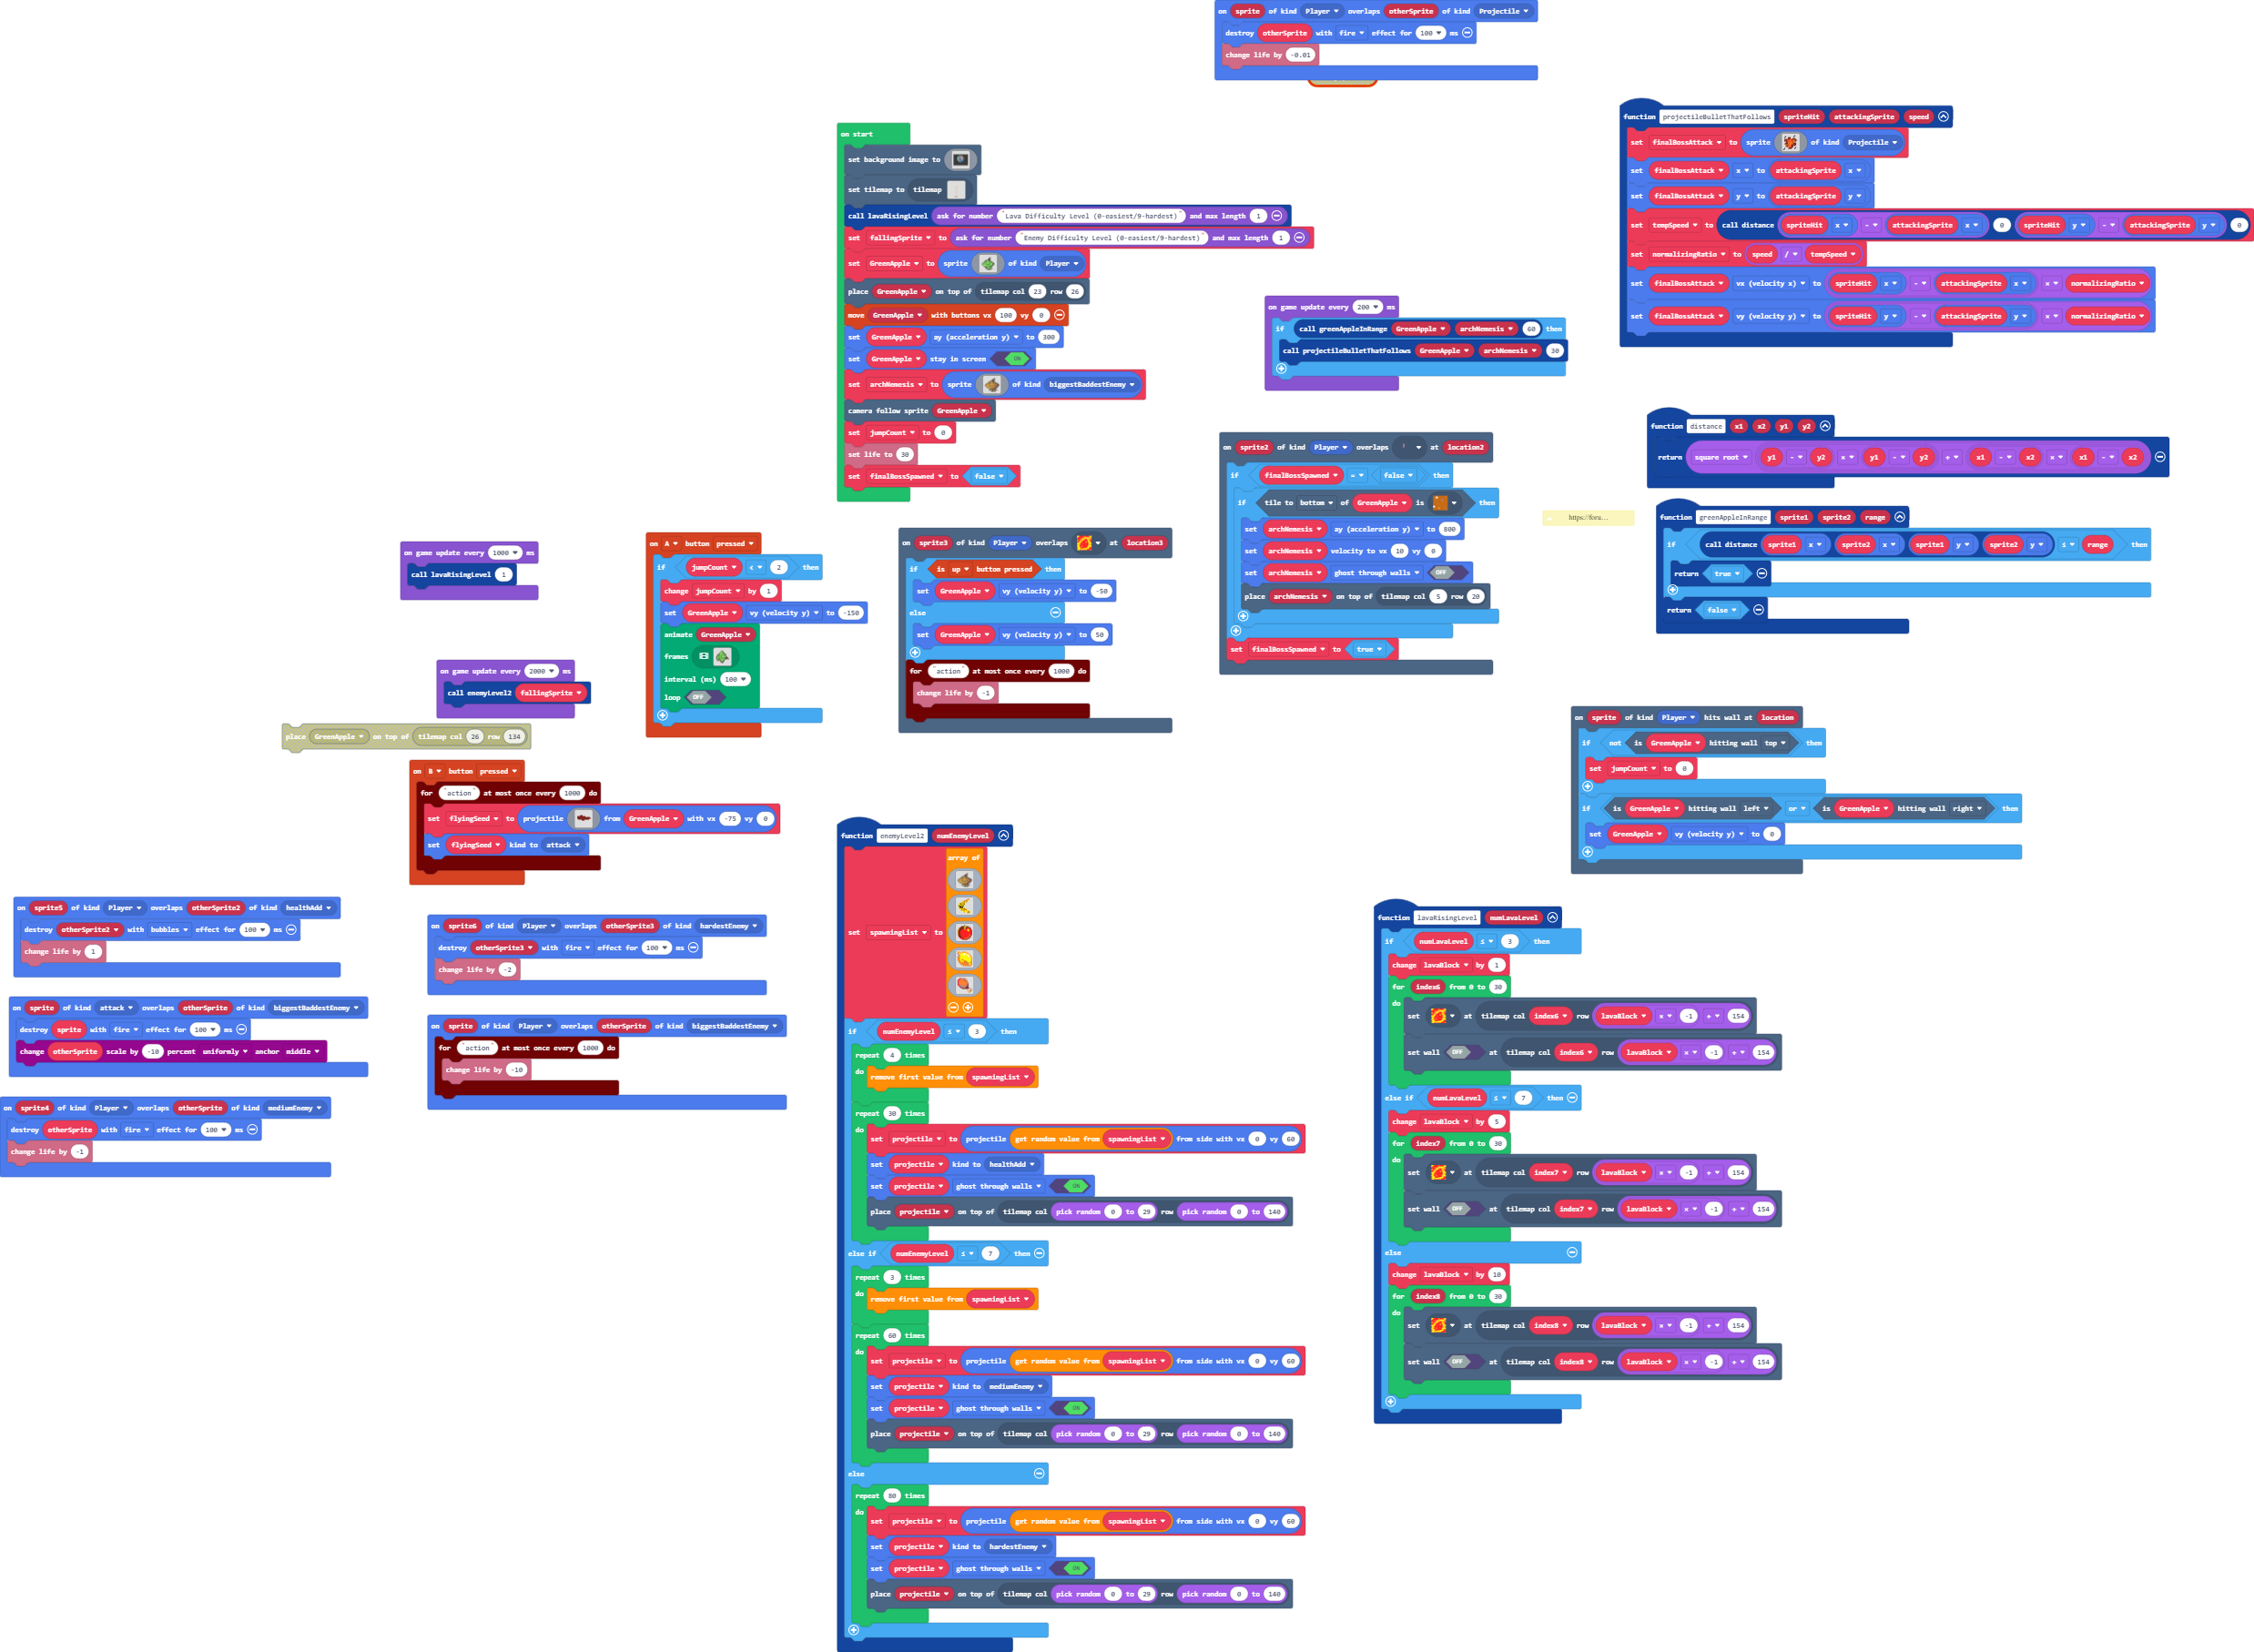 on sprite of kind Player overlaps otherSprite of kind Projectile
destroy otherSprite with fire effect for 100 ms
change life by -0.01
function projectileBulletThatFollows spriteHit attackingSprite speed
set finalBossAttack to sprite of kind Projectile
set finalBossAttack x to attackingSprite x
set finalBossAttack y to attackingSprite y
set tempSpeed to call distance spriteHit x - attackingSprite x 0 spriteHit y - attackingSprite y 0
set normalizingRatio to speed / tempSpeed
set finalBossAttack vx (velocity x) to spriteHit x - attackingSprite x × normalizingRatio
set finalBossAttack vy (velocity y) to spriteHit y - attackingSprite y × normalizingRatio
on start
set background image to
set tilemap to tilemap
call lavaRisingLevel ask for number "Lava Difficulty Level (0-easiest/9-hardest)" and max length 1
set fallingSprite to ask for number "Enemy Difficulty Level (0-easiest/9-hardest)" and max length 1
set GreenApple to sprite of kind Player
place GreenApple on top of tilemap col 23 row 26
move GreenApple with buttons vx 100 vy 0
set GreenApple ay (acceleration y) to 300
set GreenApple stay in screen ON
set archNemesis to sprite of kind biggestBaddestEnemy
camera follow sprite GreenApple
set jumpCount to 0
set life to 30
set finalBossSpawned to false
on game update every 200 ms
if call greenAppleInRange GreenApple archNemesis 60 then
call projectileBulletThatFollows GreenApple archNemesis 30
function distance x1 x2 y1 y2
return square root y1 - y2 × y1 - y2 + x1 - x2 × x1 - x2
on sprite2 of kind Player overlaps at location2
if finalBossSpawned = false then
if tile to bottom of GreenApple is then
set archNemesis ay (acceleration y) to 800
set archNemesis velocity to vx 10 vy 0
set archNemesis ghost through walls OFF
place archNemesis on top of tilemap col 5 row 20
set finalBossSpawned to true
https://foru...
function greenAppleInRange sprite1 sprite2 range
if call distance sprite1 x sprite2 x sprite1 y sprite2 y ≤ range then
return true
return false
on game update every 1000 ms
call lavaRisingLevel 1
on A button pressed
if jumpCount < 2 then
change jumpCount by 1
set GreenApple vy (velocity y) to -150
animate GreenApple
frames
interval (ms) 100
loop OFF
on sprite3 of kind Player overlaps at location3
if is up button pressed then
set GreenApple vy (velocity y) to -50
else
set GreenApple vy (velocity y) to 50
for "action" at most once every 1000 do
change life by -1
on game update every 2000 ms
call enemyLevel2 fallingSprite
place GreenApple on top of tilemap col 26 row 134
on B button pressed
for "action" at most once every 1000 do
set flyingSeed to projectile from GreenApple with vx -75 vy 0
set flyingSeed kind to attack
on sprite of kind Player hits wall at location
if not is GreenApple hitting wall top then
set jumpCount to 0
if is GreenApple hitting wall left or is GreenApple hitting wall right then
set GreenApple vy (velocity y) to 0
on sprite5 of kind Player overlaps otherSprite2 of kind healthAdd
destroy otherSprite2 with bubbles effect for 100 ms
change life by 1
on sprite6 of kind Player overlaps otherSprite3 of kind hardestEnemy
destroy otherSprite3 with fire effect for 100 ms
change life by -2
on sprite of kind attack overlaps otherSprite of kind biggestBaddestEnemy
destroy sprite with fire effect for 100 ms
change otherSprite scale by -10 percent uniformly anchor middle
on sprite of kind Player overlaps otherSprite of kind biggestBaddestEnemy
for "action" at most once every 1000 do
change life by -10
on sprite4 of kind Player overlaps otherSprite of kind mediumEnemy
destroy otherSprite with fire effect for 100 ms
change life by -1
function enemyLevel2 numEnemyLevel
set spawningList to array of
if numEnemyLevel ≤ 3 then
repeat 4 times
do remove first value from spawningList
repeat 30 times
do set projectile to projectile get random value from spawningList from side with vx 0 vy 60
set projectile kind to healthAdd
set projectile ghost through walls ON
place projectile on top of tilemap col pick random 0 to 29 row pick random 0 to 140
else if numEnemyLevel ≤ 7 then
repeat 3 times
do remove first value from spawningList
repeat 60 times
do set projectile to projectile get random value from spawningList from side with vx 0 vy 60
set projectile kind to mediumEnemy
set projectile ghost through walls ON
place projectile on top of tilemap col pick random 0 to 29 row pick random 0 to 140
else
repeat 80 times
do set projectile to projectile get random value from spawningList from side with vx 0 vy 60
set projectile kind to hardestEnemy
set projectile ghost through walls ON
place projectile on top of tilemap col pick random 0 to 29 row pick random 0 to 140
function lavaRisingLevel numLavaLevel
if numLavaLevel ≤ 3 then
change lavaBlock by 1
for index6 from 0 to 30
do set at tilemap col index6 row lavaBlock × -1 + 154
set wall OFF at tilemap col index6 row lavaBlock × -1 + 154
else if numLavaLevel ≤ 7 then
change lavaBlock by 5
for index7 from 0 to 30
do set at tilemap col index7 row lavaBlock × -1 + 154
set wall OFF at tilemap col index7 row lavaBlock × -1 + 154
else
change lavaBlock by 10
for index8 from 0 to 30
do set at tilemap col index8 row lavaBlock × -1 + 154
set wall OFF at tilemap col index8 row lavaBlock × -1 + 154